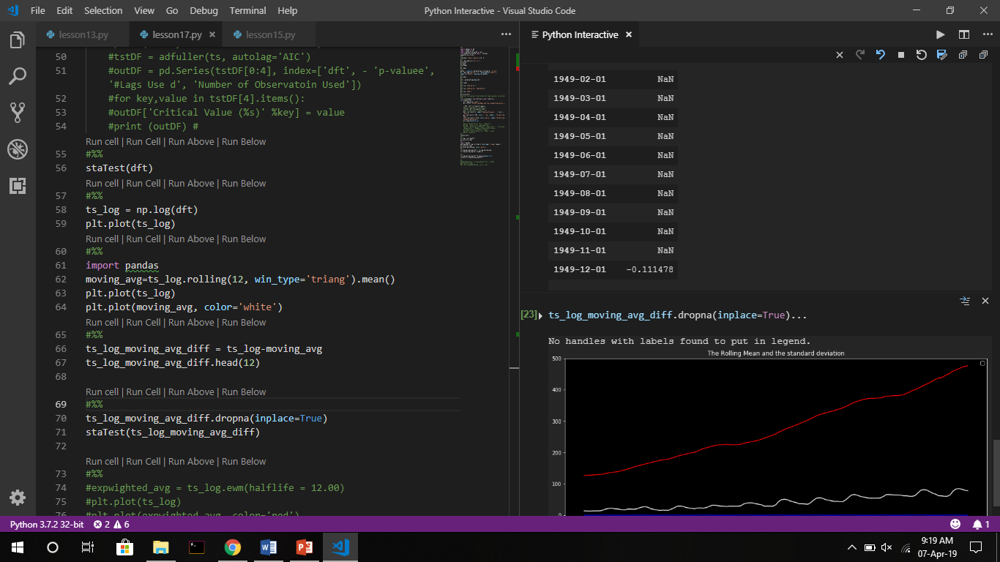 File Edit Selection View Go Debug Terminal Help
Python Interactive - Visual Studio Code
lesson13.py
lesson17.py
lesson15.py
50 #tstDF = adfuller(ts, autolag='AIC')
51 #outDF = pd.Series(tstDF[0:4], index=['dft', - 'p-valuee',
'#Lags Use d', 'Number of Observatoin Used'])
52 #for key,value in tstDF[4].items():
53 #outDF['Critical Value (%s)' %key] = value
54 #print (outDF) #
Run cell | Run Cell | Run Above | Run Below
55 #%%
56 staTest(dft)
Run cell | Run Cell | Run Above | Run Below
57 #%%
58 ts_log = np.log(dft)
59 plt.plot(ts_log)
Run cell | Run Cell | Run Above | Run Below
60 #%%
61 import pandas
62 moving_avg=ts_log.rolling(12, win_type='triang').mean()
63 plt.plot(ts_log)
64 plt.plot(moving_avg, color='white')
Run cell | Run Cell | Run Above | Run Below
65 #%%
66 ts_log_moving_avg_diff = ts_log-moving_avg
67 ts_log_moving_avg_diff.head(12)
68
Run cell | Run Cell | Run Above | Run Below
69 #%%
70 ts_log_moving_avg_diff.dropna(inplace=True)
71 staTest(ts_log_moving_avg_diff)
72
Run cell | Run Cell | Run Above | Run Below
73 #%%
74 #expwighted_avg = ts_log.ewm(halflife = 12.00)
75 #plt.plot(ts_log)
#plt.plot(expwighted_avg, color='red')
Python Interactive
1949-02-01 NaN
1949-03-01 NaN
1949-04-01 NaN
1949-05-01 NaN
1949-06-01 NaN
1949-07-01 NaN
1949-08-01 NaN
1949-09-01 NaN
1949-10-01 NaN
1949-11-01 NaN
1949-12-01 -0.111478
[23] ts_log_moving_avg_diff.dropna(inplace=True)...
No handles with labels found to put in legend.
The Rolling Mean and the standard deviation
500
400
300
200
100
0
Python 3.7.2 32-bit 2 6
1
9:19 AM
07-Apr-19